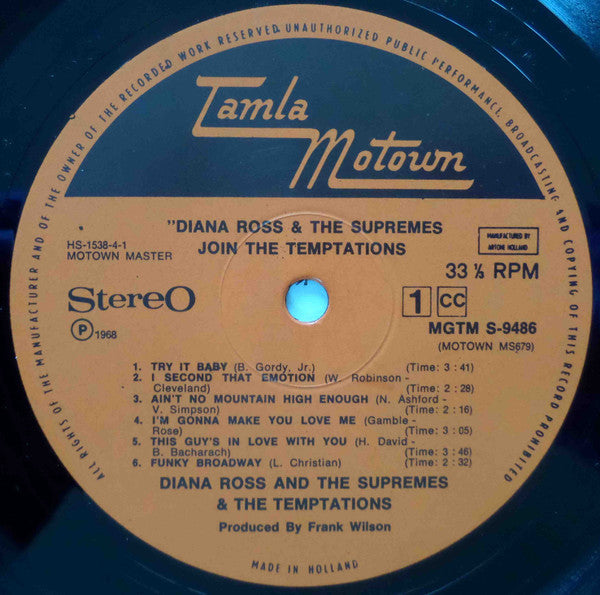 ALL RIGHTS OF THE MANUFACTURER AND OF THE OWNER OF THE RECORDED WORK RESERVED. UNAUTHORIZED PUBLIC PERFORMANCE, BROADCASTING AND COPYING OF THIS RECORD PROHIBITED
Tamla
Motown
"DIANA ROSS & THE SUPREMES
JOIN THE TEMPTATIONS
HS-1538-4-1
MOTOWN MASTER
MANUFACTURED BY
ARTONE HOLLAND
33 ⅓ RPM
StereO
1 CC
Ⓟ 1968
MGTM S-9486
(MOTOWN MS679)
1. TRY IT BABY (B. Gordy, Jr.) (Time: 3 : 41)
2. I SECOND THAT EMOTION (W. Robinson -
Cleveland) (Time: 2 : 28)
3. AIN'T NO MOUNTAIN HIGH ENOUGH (N. Ashford -
V. Simpson) (Time: 2 : 16)
4. I'M GONNA MAKE YOU LOVE ME (Gamble -
Rose) (Time: 3 : 05)
5. THIS GUY'S IN LOVE WITH YOU (H. David -
B. Bacharach) (Time: 3 : 46)
6. FUNKY BROADWAY (L. Christian) (Time: 2 : 32)
DIANA ROSS AND THE SUPREMES
& THE TEMPTATIONS
Produced By Frank Wilson
MADE IN HOLLAND